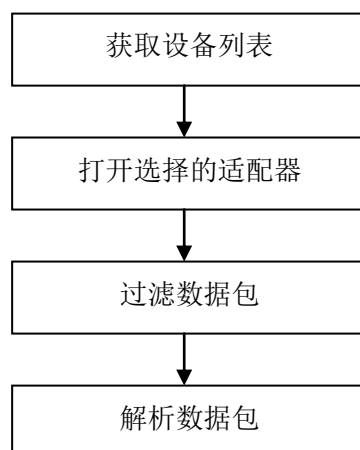 获取设备列表
打开选择的适配器
过滤数据包
解析数据包